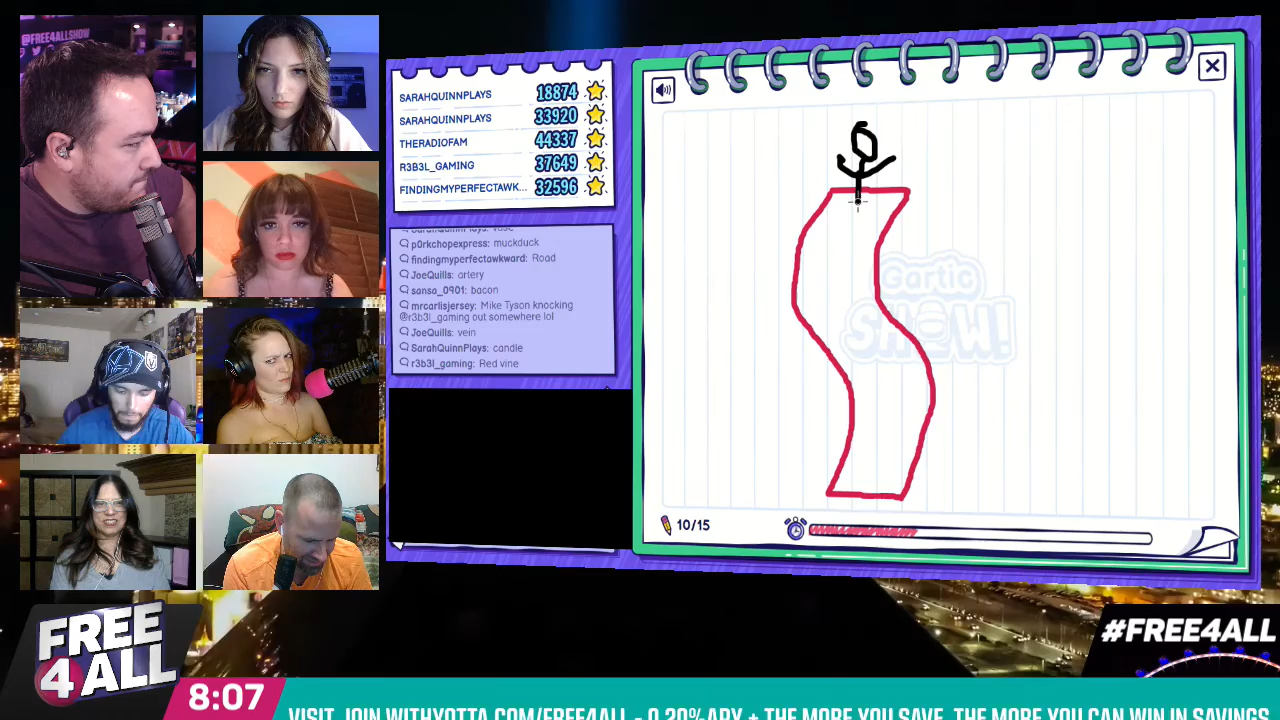 @FREE4ALLSHOW
SARAHQUINNPLAYS 18874
SARAHQUINNPLAYS 33920
THERADIOFAM 44337
R3B3L_GAMING 37649
FINDINGMYPERFECTAWK... 32596
SarahQuinnPlays: vase
p0rkchopexpress: muckduck
findingmyperfectawkward: Road
JoeQuills: artery
sansa_0901: bacon
mrcarlisjersey: Mike Tyson knocking
@r3b3l_gaming out somewhere lol
JoeQuills: vein
SarahQuinnPlays: candle
r3b3l_gaming: Red vine
Gartic
SHOW!
10/15
FREE
4ALL
#FREE4ALL
8:07
VISIT JOIN.WITHYOTTA.COM/FREE4ALL - 0.20%APY + THE MORE YOU SAVE, THE MORE YOU CAN WIN IN SAVINGS